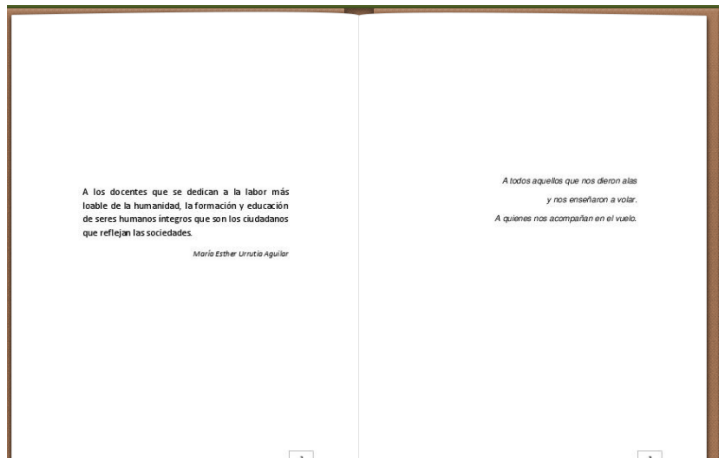 A los docentes que se dedican a la labor más
loable de la humanidad, la formación y educación
de seres humanos íntegros que son los ciudadanos
que reflejan las sociedades.
María Esther Urrutia Aguilar
A todos aquellos que nos dieron alas
y nos enseñaron a volar.
A quienes nos acompañan en el vuelo.